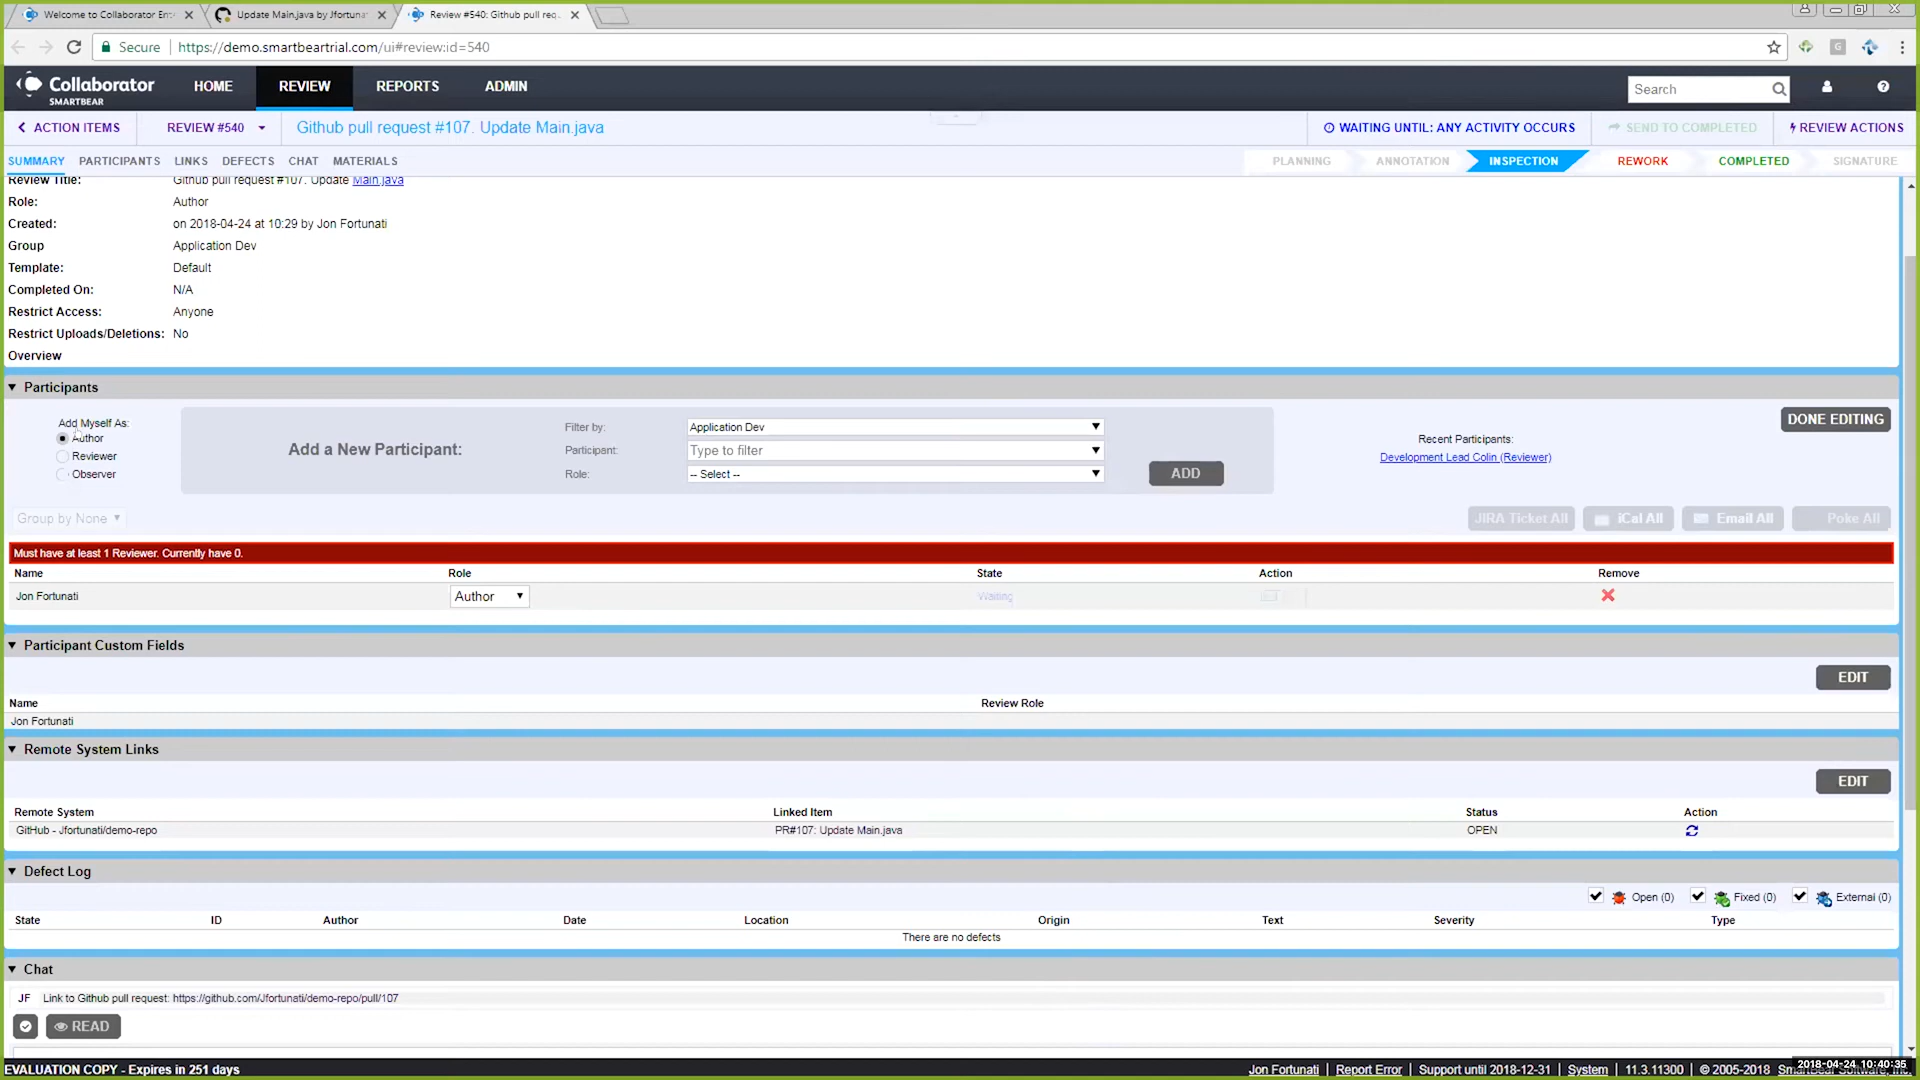 Welcome to Collaborator Ent
Update Main.java by Jfortunat
Review #540: Github pull req
Secure
https://demo.smartbeartrial.com/ui#review:id=540
Collaborator
SMARTBEAR
HOME
REVIEW
REPORTS
ADMIN
Search
ACTION ITEMS
REVIEW #540
Github pull request #107. Update Main.java
WAITING UNTIL: ANY ACTIVITY OCCURS
SEND TO COMPLETED
REVIEW ACTIONS
SUMMARY PARTICIPANTS LINKS DEFECTS CHAT MATERIALS
PLANNING ANNOTATION INSPECTION REWORK COMPLETED SIGNATURE
Review Title: Github pull request #107. Update Main.java
Role: Author
Created: on 2018-04-24 at 10:29 by Jon Fortunati
Group Application Dev
Template: Default
Completed On: N/A
Restrict Access: Anyone
Restrict Uploads/Deletions: No
Overview
Participants
Add Myself As:
Author
Reviewer
Observer
Add a New Participant:
Filter by: Application Dev
Participant: Type to filter
Role: -- Select --
ADD
DONE EDITING
Recent Participants:
Development Lead Colin (Reviewer)
Group by None
JIRA Ticket All iCal All Email All Poke All
Must have at least 1 Reviewer. Currently have 0.
Name Role State Action Remove
Jon Fortunati Author Waiting
Participant Custom Fields
EDIT
Name Review Role
Jon Fortunati
Remote System Links
EDIT
Remote System Linked Item Status Action
GitHub - Jfortunati/demo-repo PR#107: Update Main.java OPEN
Defect Log
Open (0) Fixed (0) External (0)
State ID Author Date Location Origin Text Severity Type
There are no defects
Chat
JF Link to Github pull request: https://github.com/Jfortunati/demo-repo/pull/107
READ
EVALUATION COPY - Expires in 251 days
Jon Fortunati | Report Error | Support until 2018-12-31 | System | 11.3.11300 | © 2005-2018
2018-04-24 10:40:35